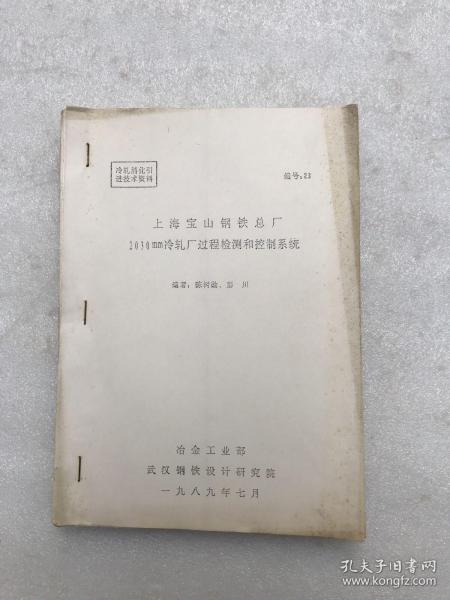 冷轧消化引
进技术资料
编号:23
上海宝山钢铁总厂
2030mm冷轧厂过程检测和控制系统
编著:陈树 彭川
冶金工业部
武汉钢铁设计研究院
一九八九年七月
孔夫子旧书网
www.kongfz.com